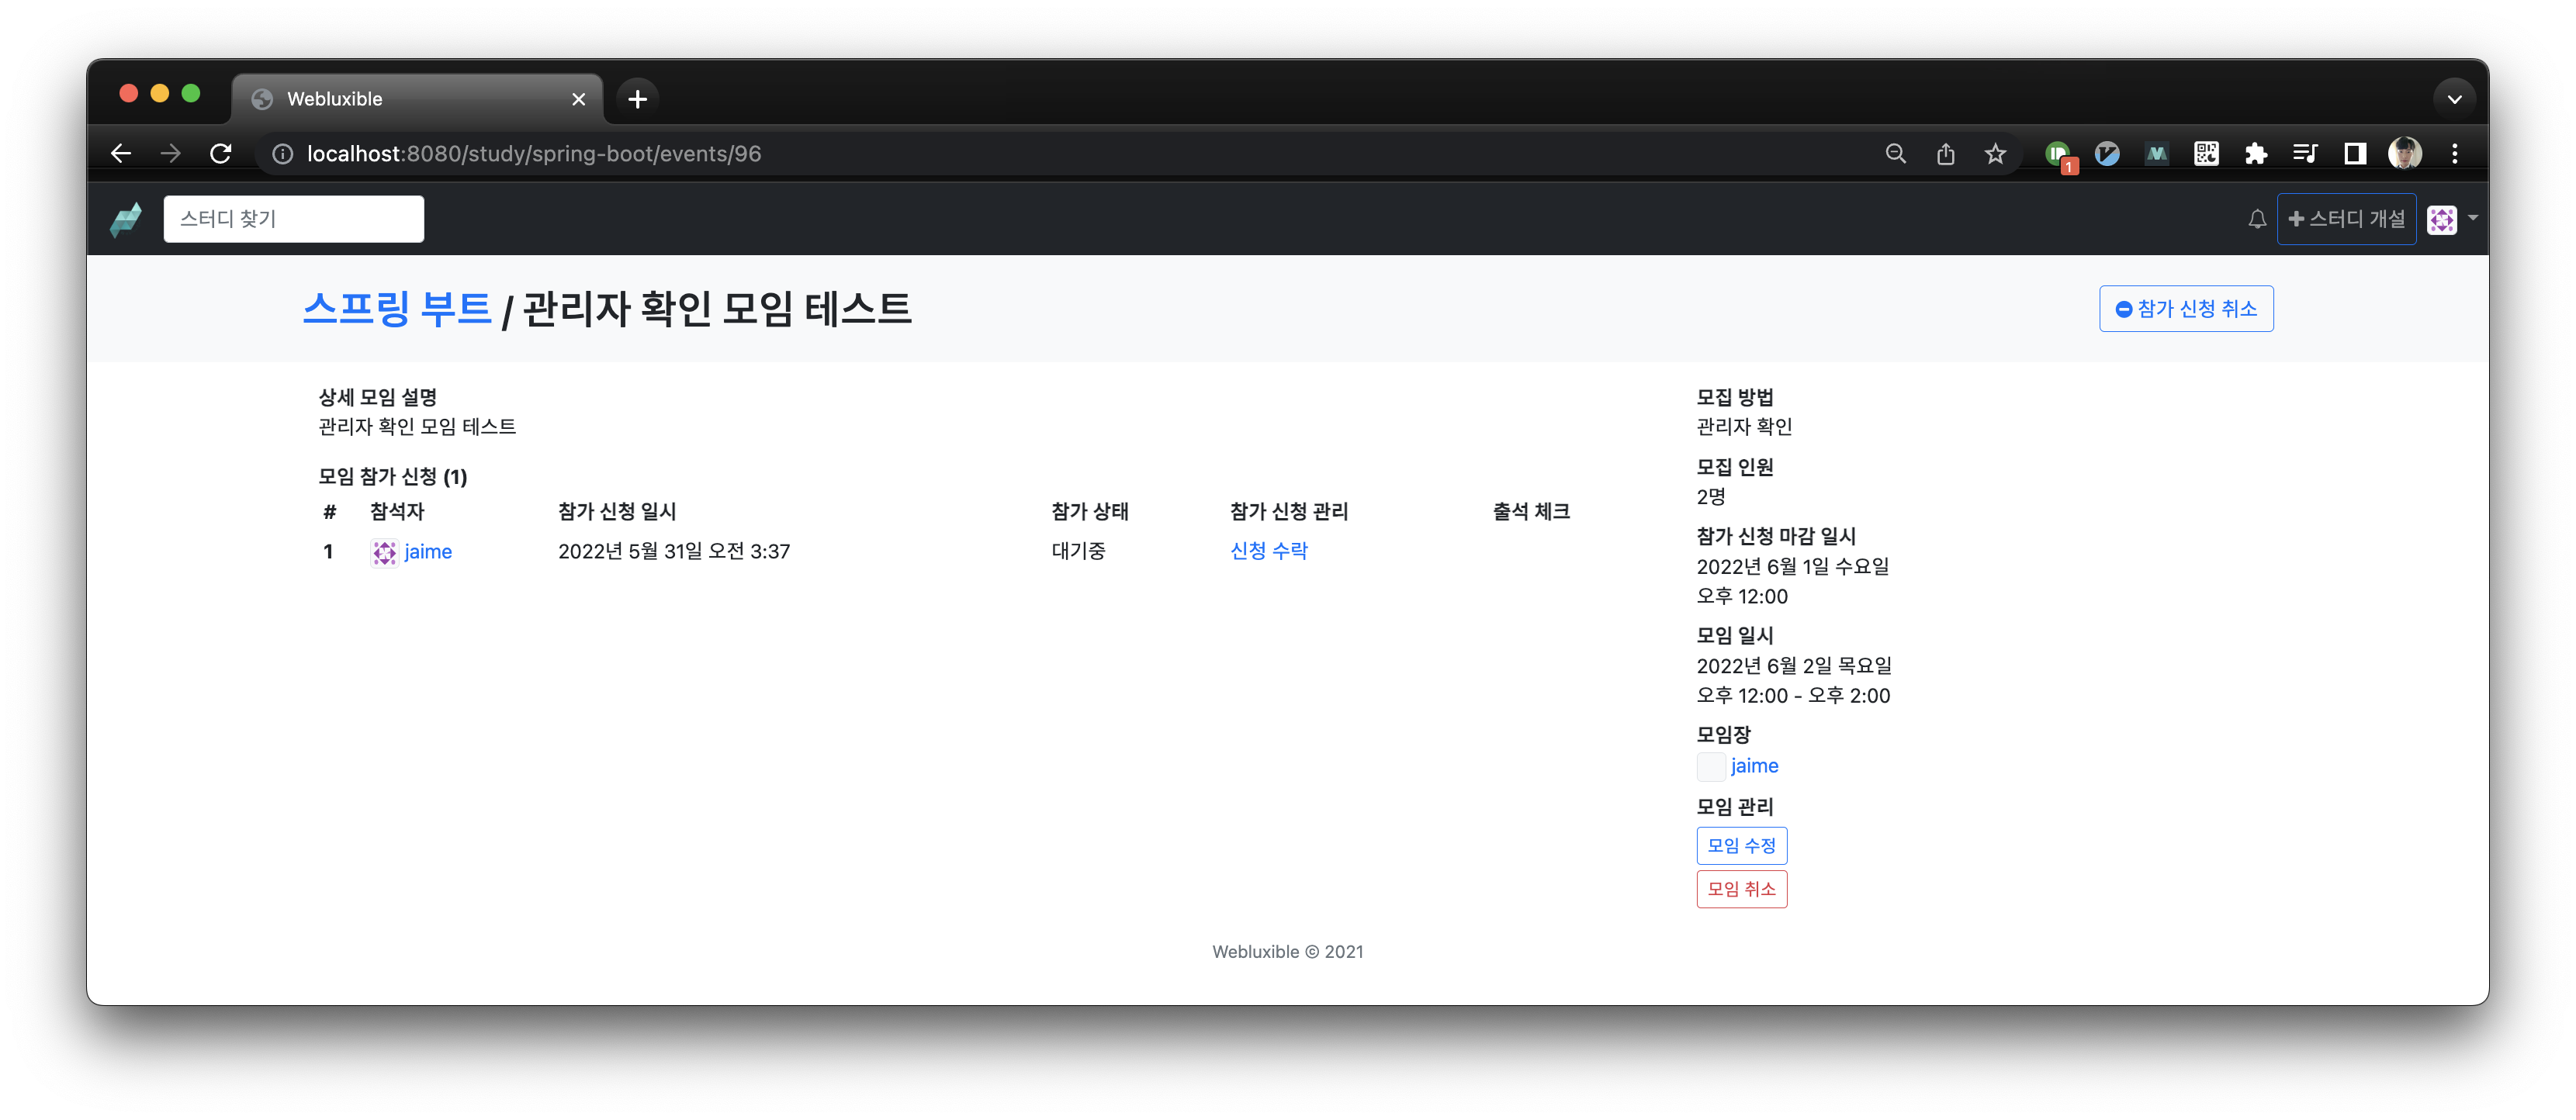 Webluxible
localhost:8080/study/spring-boot/events/96
1
스터디 찾기
스터디 개설
스프링 부트 / 관리자 확인 모임 테스트
참가 신청 취소
상세 모임 설명
관리자 확인 모임 테스트
모임 참가 신청 (1)
# 참석자 참가 신청 일시 참가 상태 참가 신청 관리 출석 체크
1 jaime 2022년 5월 31일 오전 3:37 대기중 신청 수락
모집 방법
관리자 확인
모집 인원
2명
참가 신청 마감 일시
2022년 6월 1일 수요일
오후 12:00
모임 일시
2022년 6월 2일 목요일
오후 12:00 - 오후 2:00
모임장
jaime
모임 관리
모임 수정
모임 취소
Webluxible © 2021